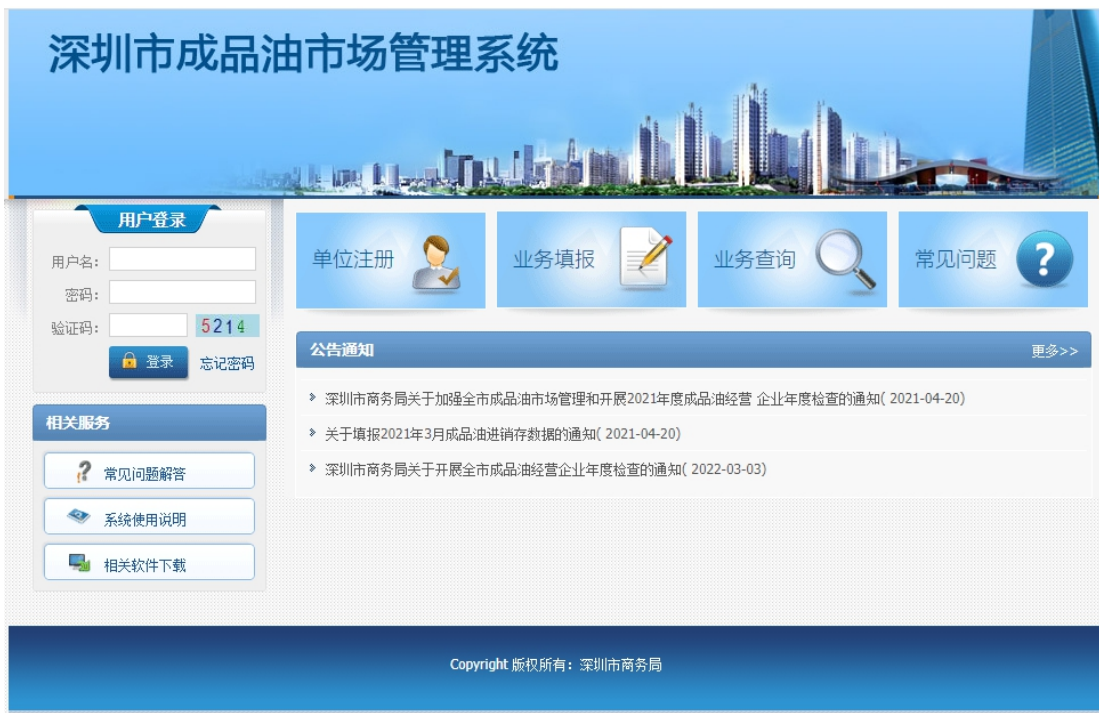 深圳市成品油市场管理系统
用户登录
用户名：
密码：
验证码：
5214
登录
忘记密码
相关服务
常见问题解答
系统使用说明
相关软件下载
单位注册
业务填报
业务查询
常见问题
?
公告通知
更多>>
深圳市商务局关于加强全市成品油市场管理和开展2021年度成品油经营 企业年度检查的通知( 2021-04-20)
关于填报2021年3月成品油进销存数据的通知( 2021-04-20)
深圳市商务局关于开展全市成品油经营企业年度检查的通知( 2022-03-03)
Copyright 版权所有：深圳市商务局